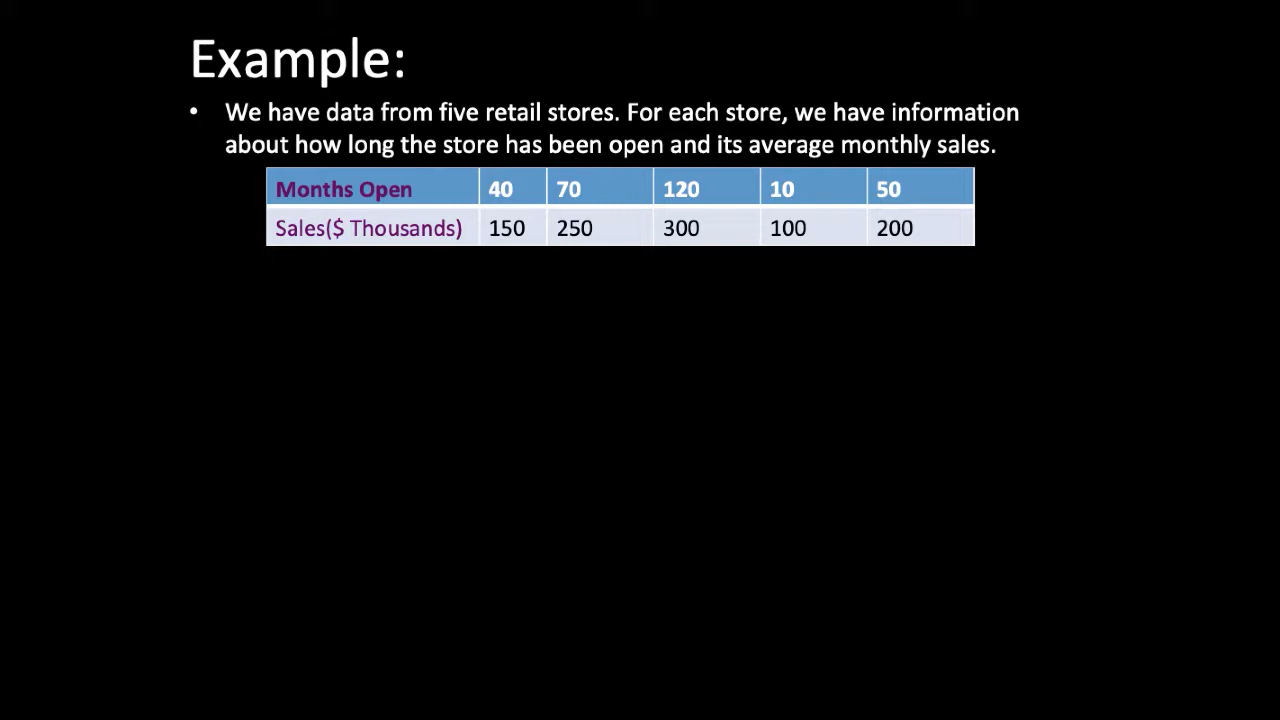 Example:
• We have data from five retail stores. For each store, we have information
about how long the store has been open and its average monthly sales.
Months Open 40 70 120 10 50
Sales($ Thousands) 150 250 300 100 200